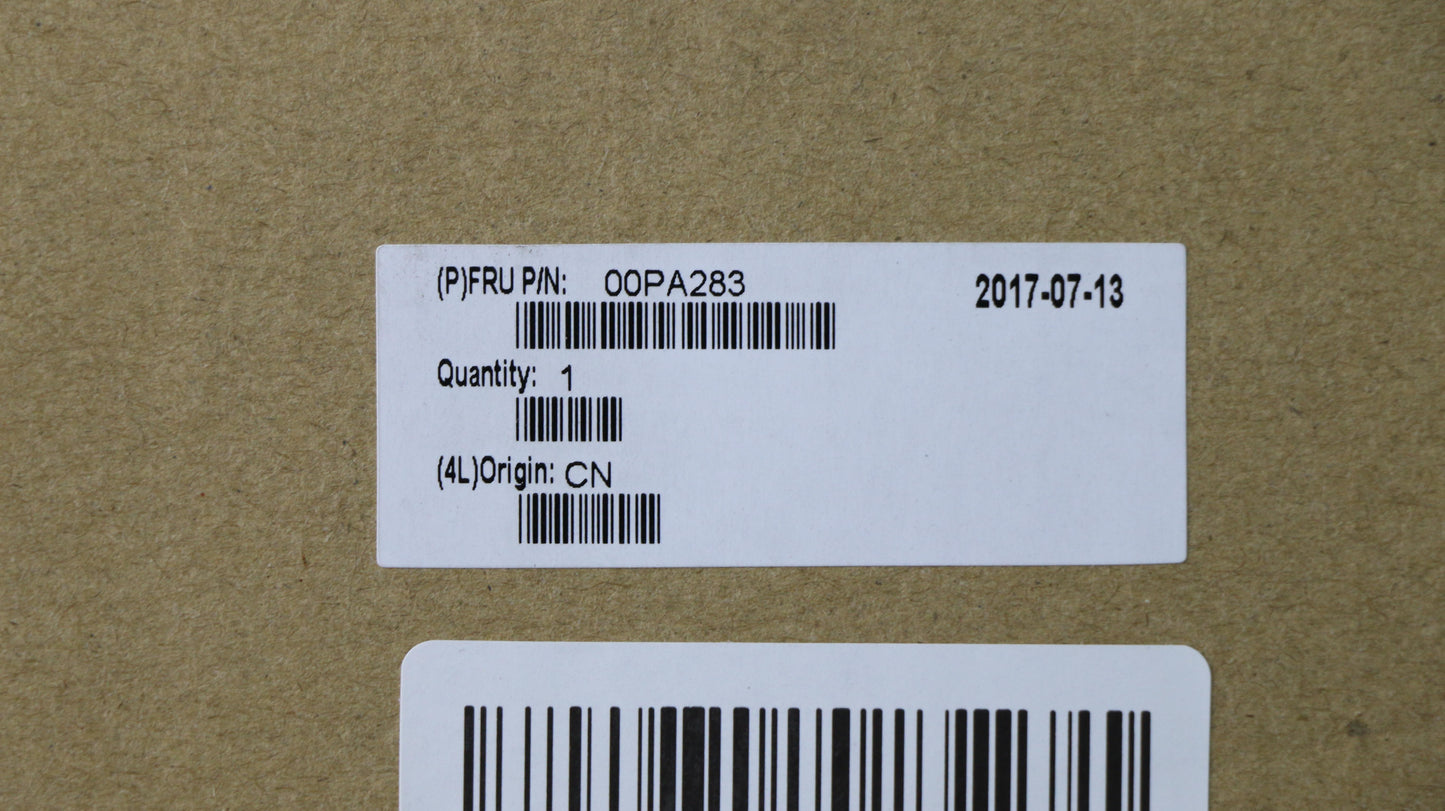 (P)FRU P/N: 00PA283
2017-07-13
Quantity: 1
(4L)Origin: CN